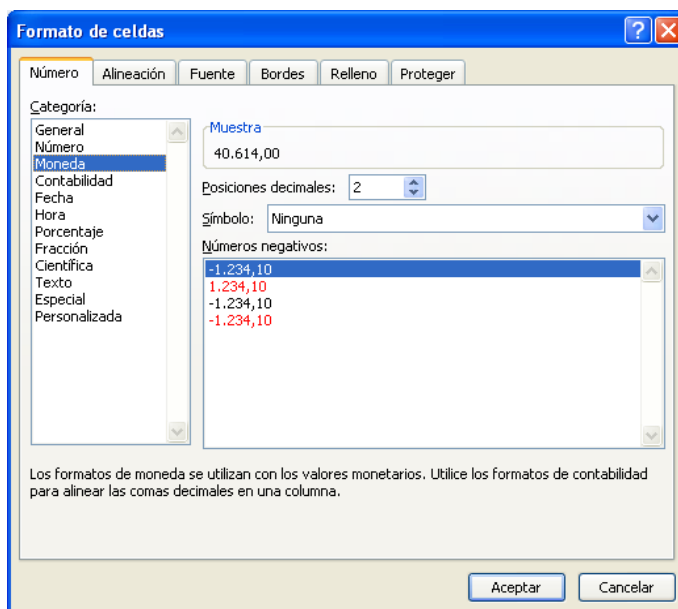 Formato de celdas
Número Alineación Fuente Bordes Relleno Proteger
Categoría:
General
Número
Moneda
Contabilidad
Fecha
Hora
Porcentaje
Fracción
Científica
Texto
Especial
Personalizada
Muestra
40.614,00
Posiciones decimales: 2
Símbolo: Ninguna
Números negativos:
-1.234,10
1.234,10
-1.234,10
-1.234,10
Los formatos de moneda se utilizan con los valores monetarios. Utilice los formatos de contabilidad
para alinear las comas decimales en una columna.
Aceptar Cancelar